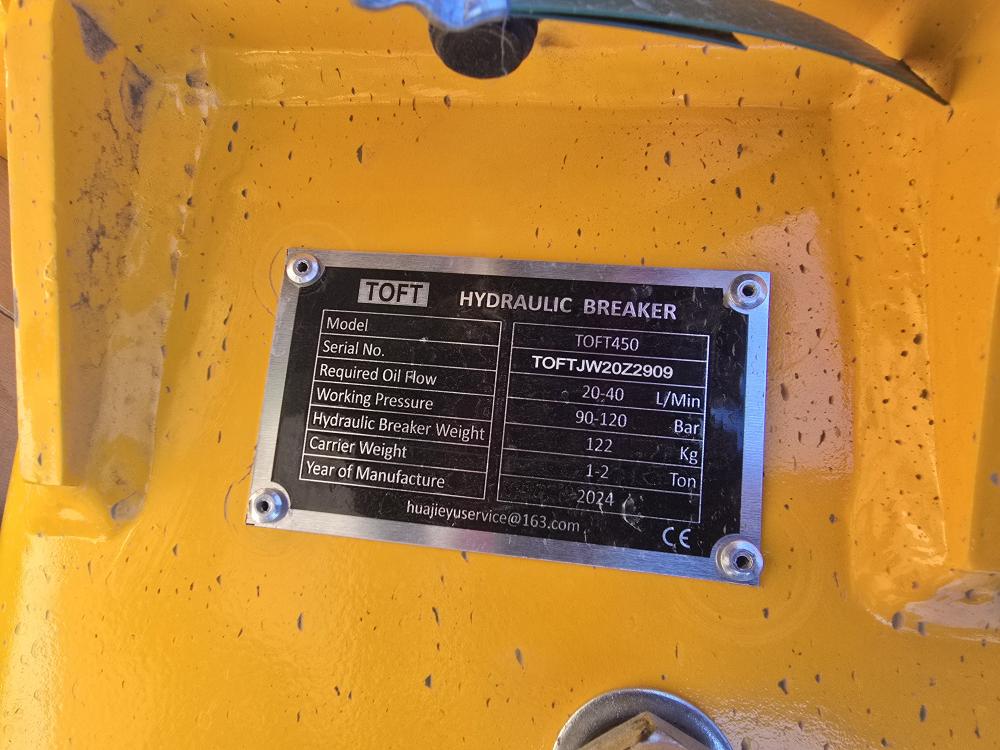 TOFT HYDRAULIC BREAKER
Model TOFT450
Serial No. TOFTJW20Z2909
Required Oil Flow 20-40 L/Min
Working Pressure 90-120 Bar
Hydraulic Breaker Weight 122 Kg
Carrier Weight 1-2 Ton
Year of Manufacture 2024
huajieyuservice@163.com
CE